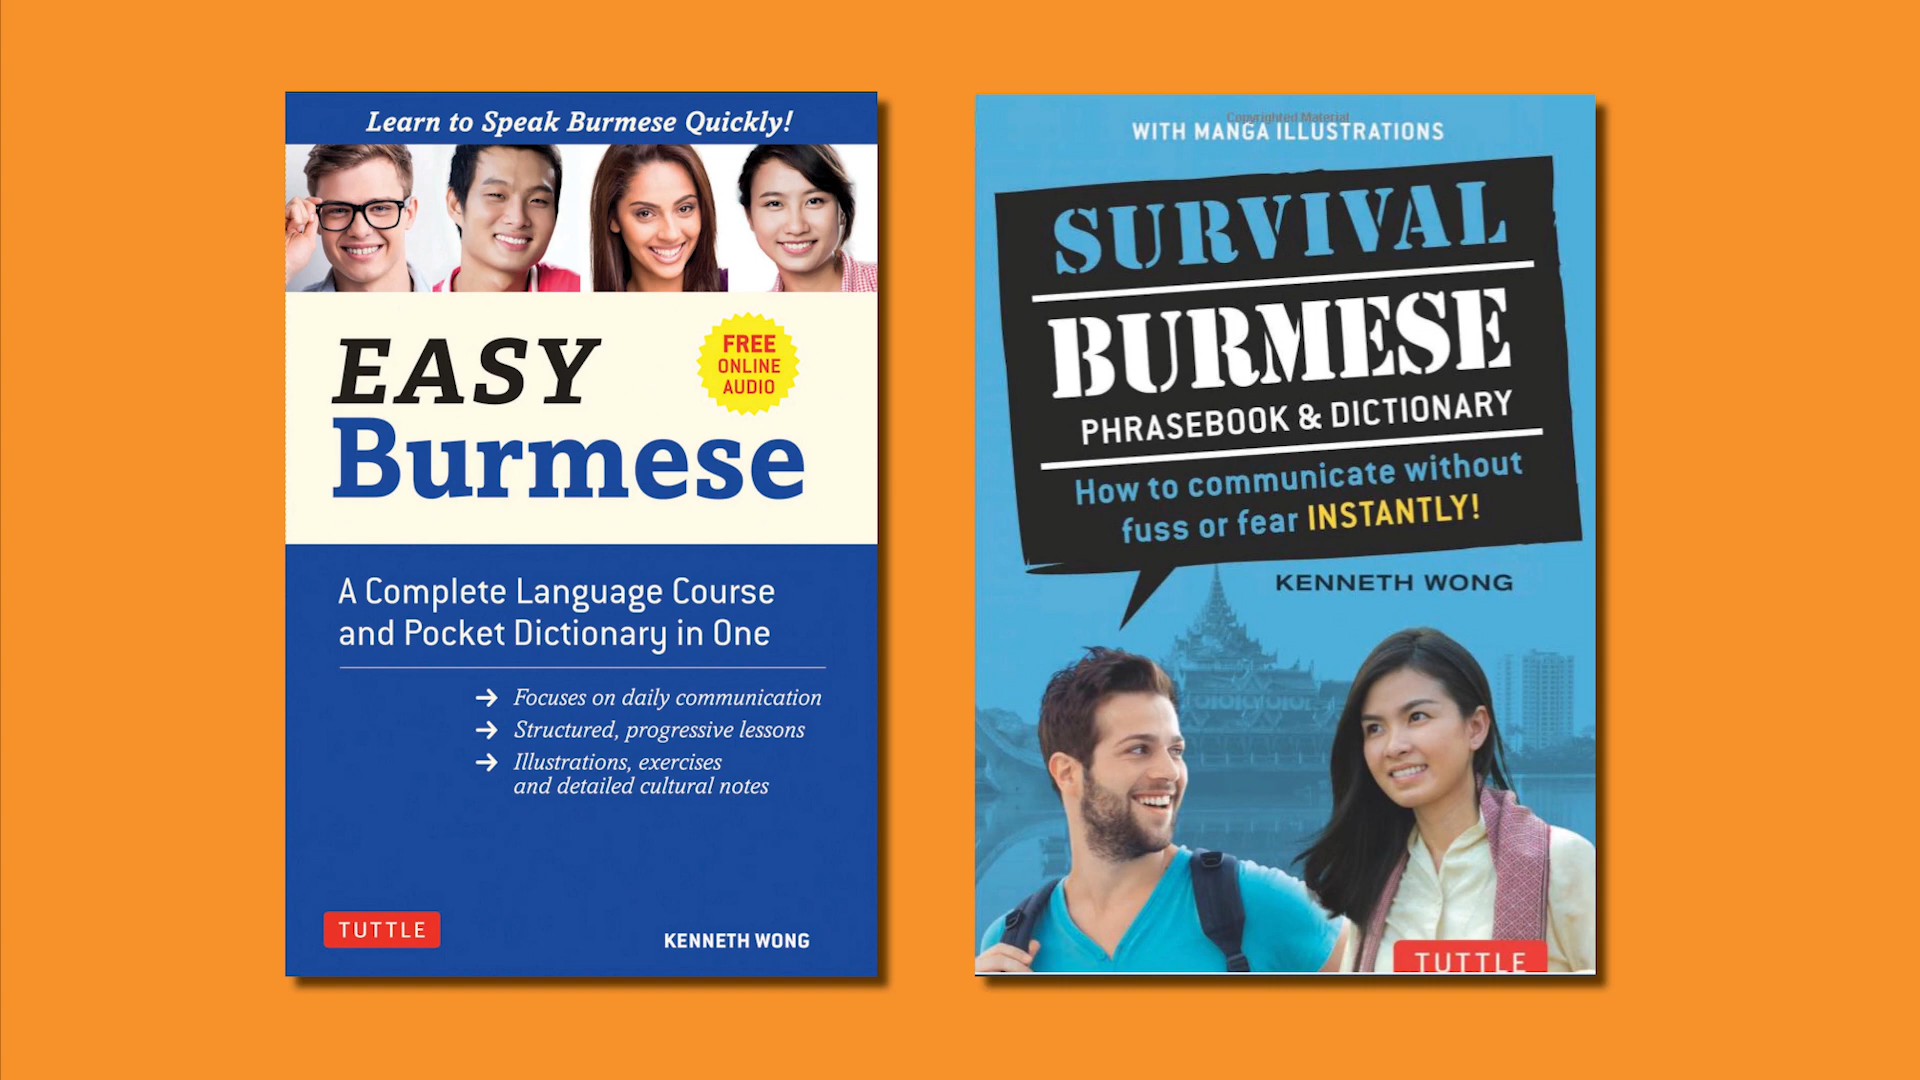 Learn to Speak Burmese Quickly!
EASY
Burmese
FREE
ONLINE
AUDIO
A Complete Language Course
and Pocket Dictionary in One
→ Focuses on daily communication
→ Structured, progressive lessons
→ Illustrations, exercises
and detailed cultural notes
TUTTLE
KENNETH WONG
Copyrighted Material
WITH MANGA ILLUSTRATIONS
SURVIVAL
BURMESE
PHRASEBOOK & DICTIONARY
How to communicate without
fuss or fear INSTANTLY!
KENNETH WONG
TUTTLE